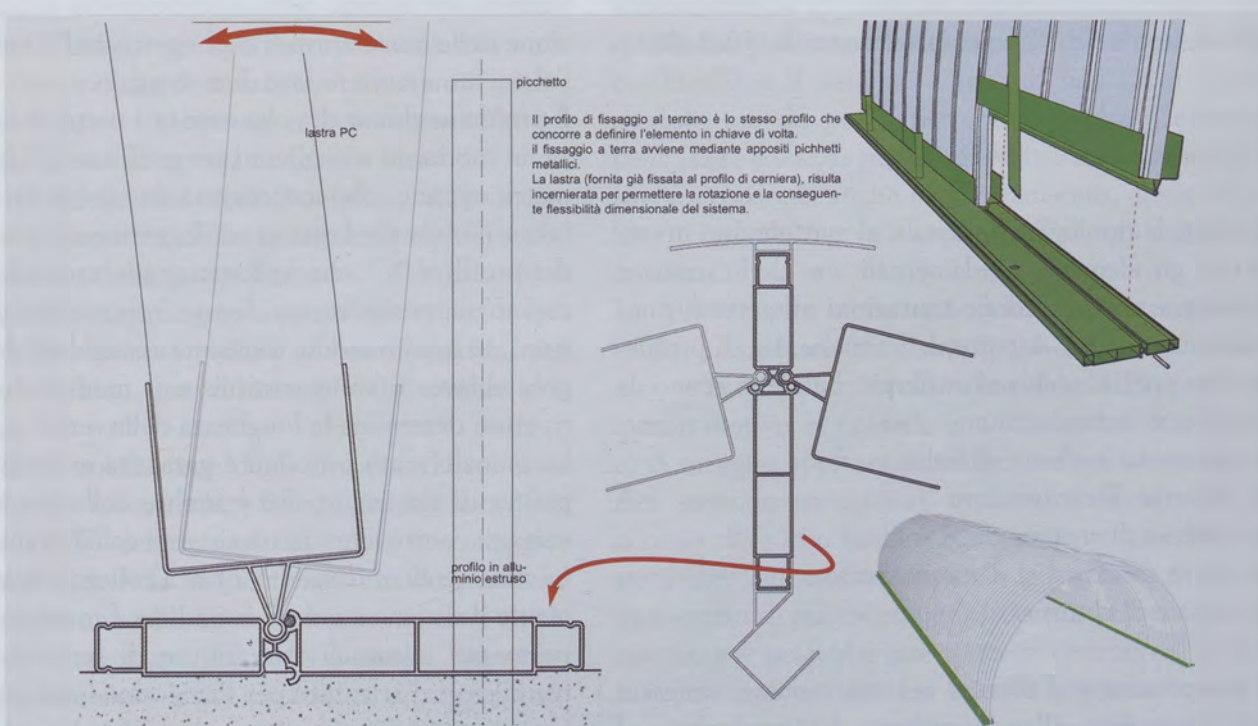 picchetto
lastra PC
Il profilo di fissaggio al terreno è lo stesso profilo che
concorre a definire l'elemento in chiave di volta.
il fissaggio a terra avviene mediante appositi pichhetti
metallici.
La lastra (fornita già fissata al profilo di cerniera), risulta
incernierata per permettere la rotazione e la conseguen-
te flessibilità dimensionale del sistema.
profilo in allu-
minio estruso